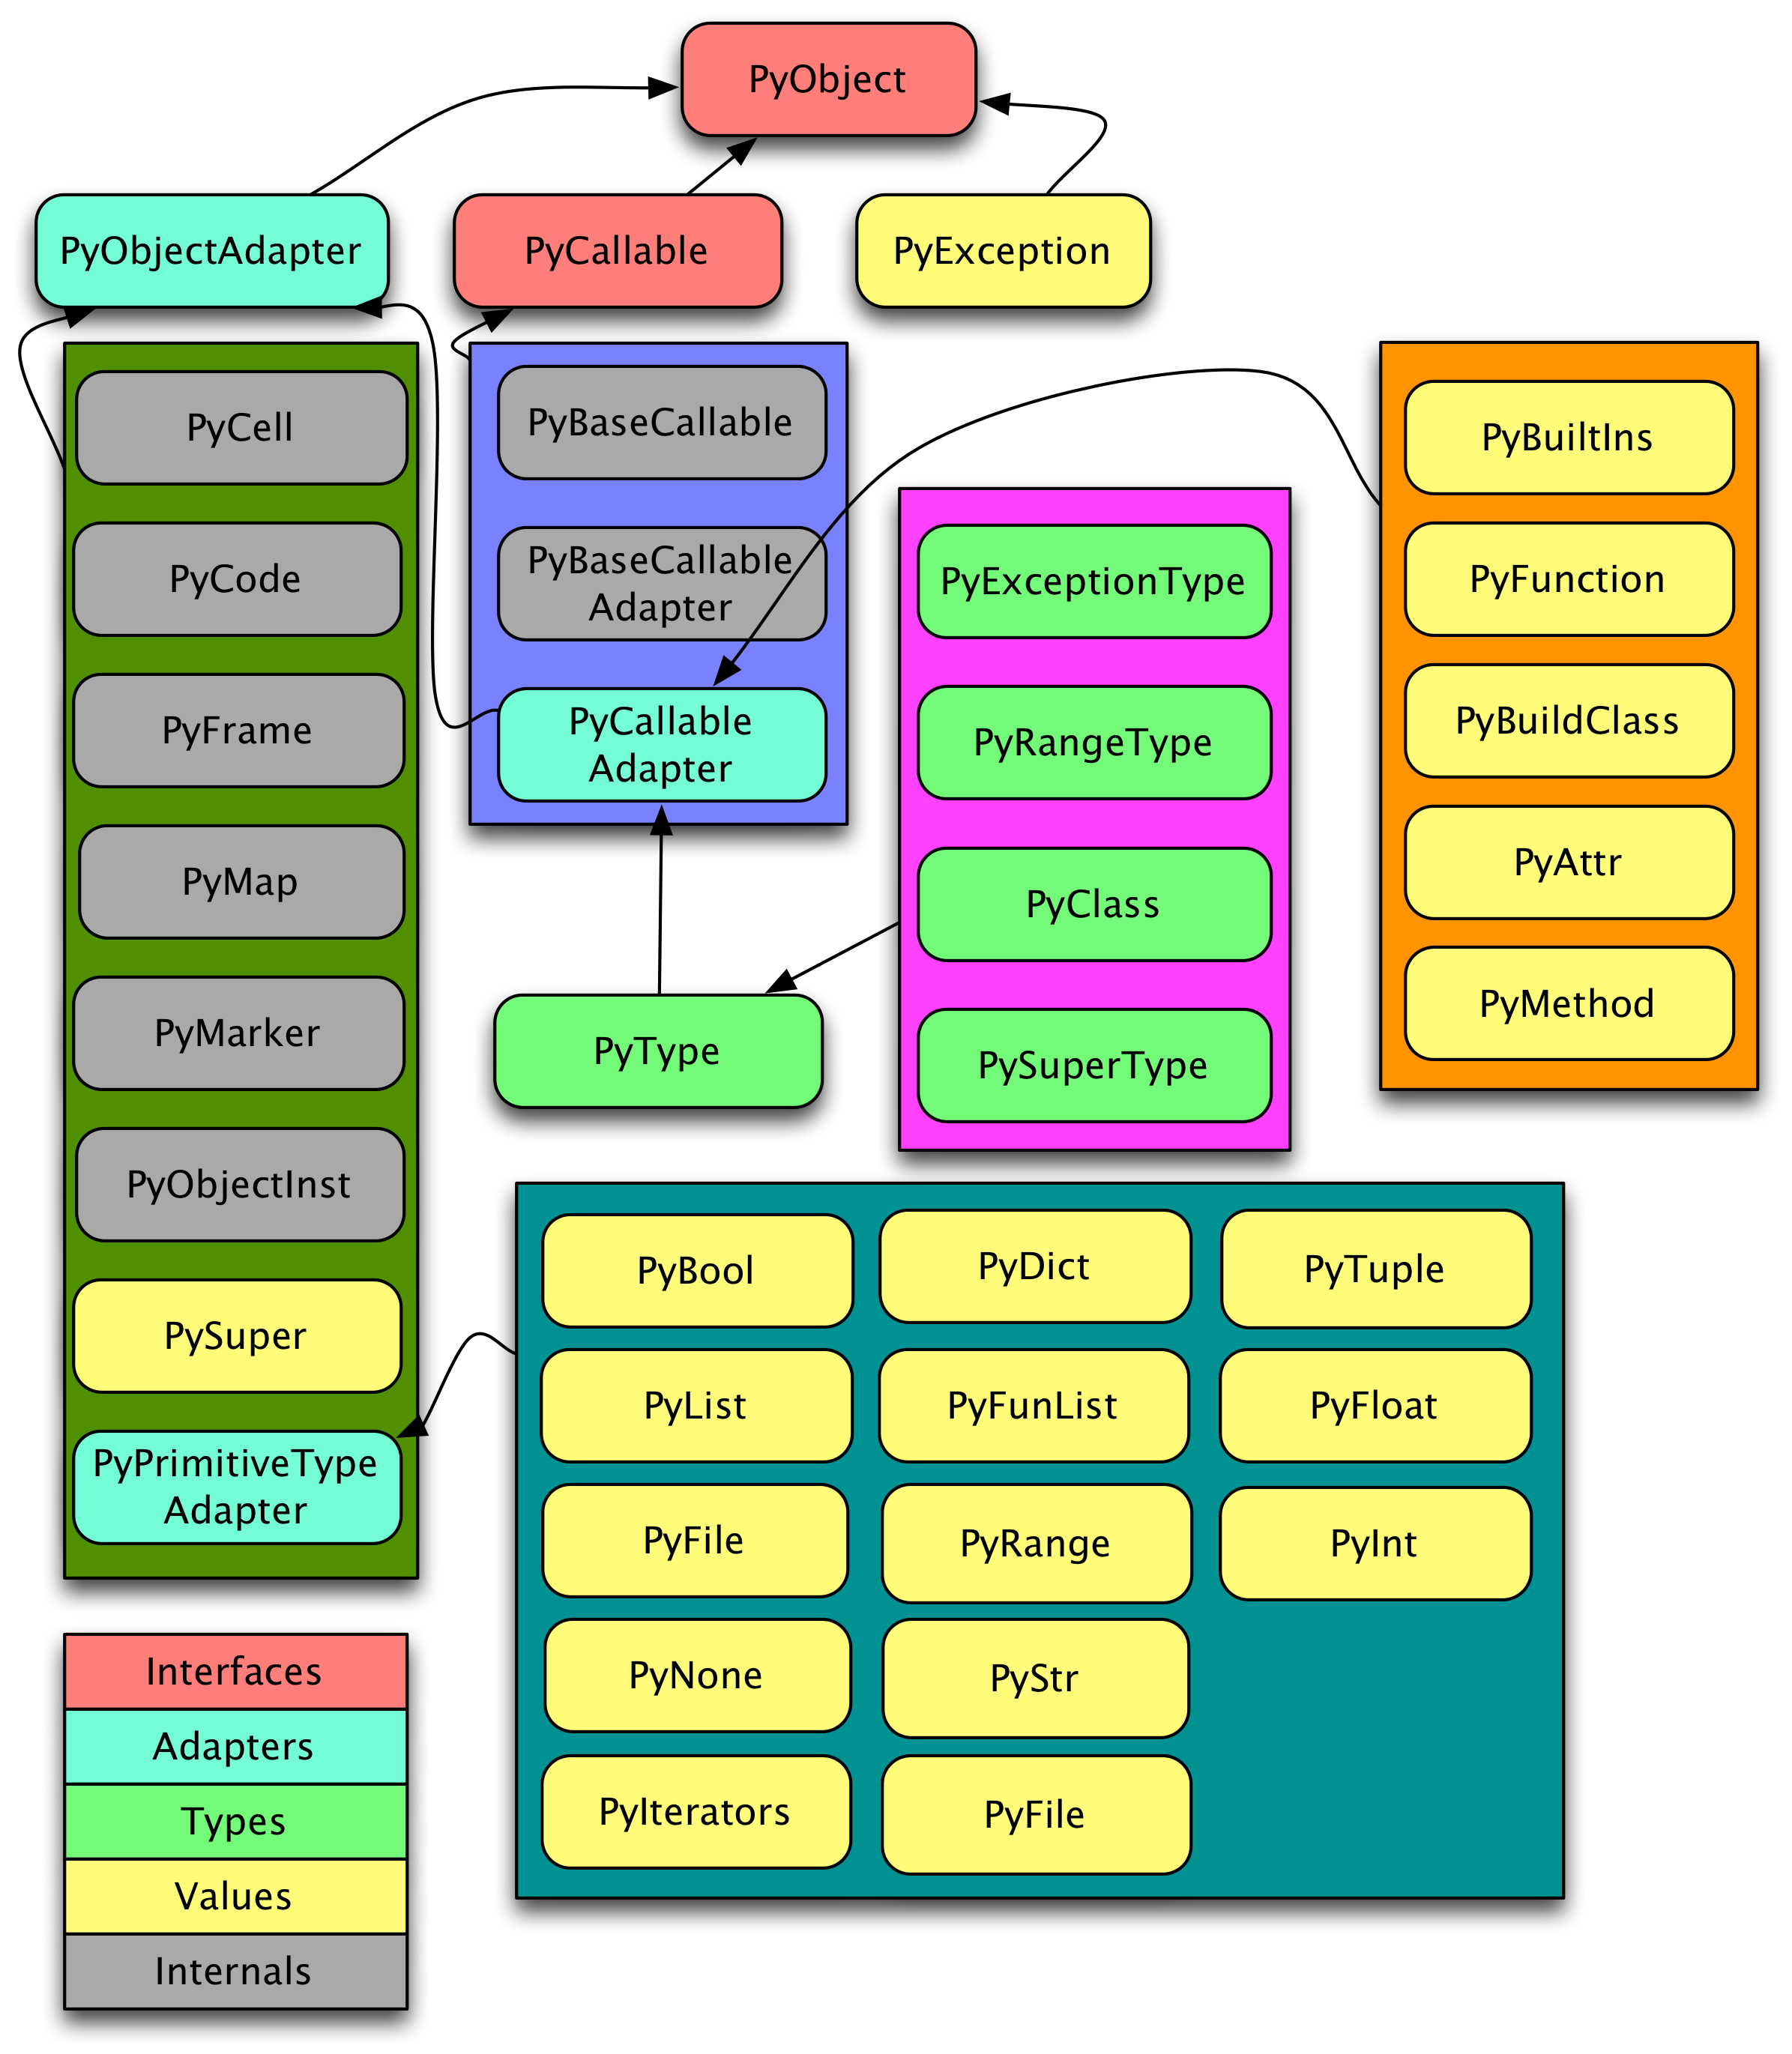 PyObject
PyObjectAdapter
PyCallable
PyException
PyCell
PyCode
PyFrame
PyMap
PyMarker
PyObjectInst
PySuper
PyPrimitiveType
Adapter
PyBaseCallable
PyBaseCallable
Adapter
PyCallable
Adapter
PyType
PyExceptionType
PyRangeType
PyClass
PySuperType
PyBuiltIns
PyFunction
PyBuildClass
PyAttr
PyMethod
PyBool
PyDict
PyTuple
PyList
PyFunList
PyFloat
PyFile
PyRange
PyInt
PyNone
PyStr
PyIterators
PyFile
Interfaces
Adapters
Types
Values
Internals